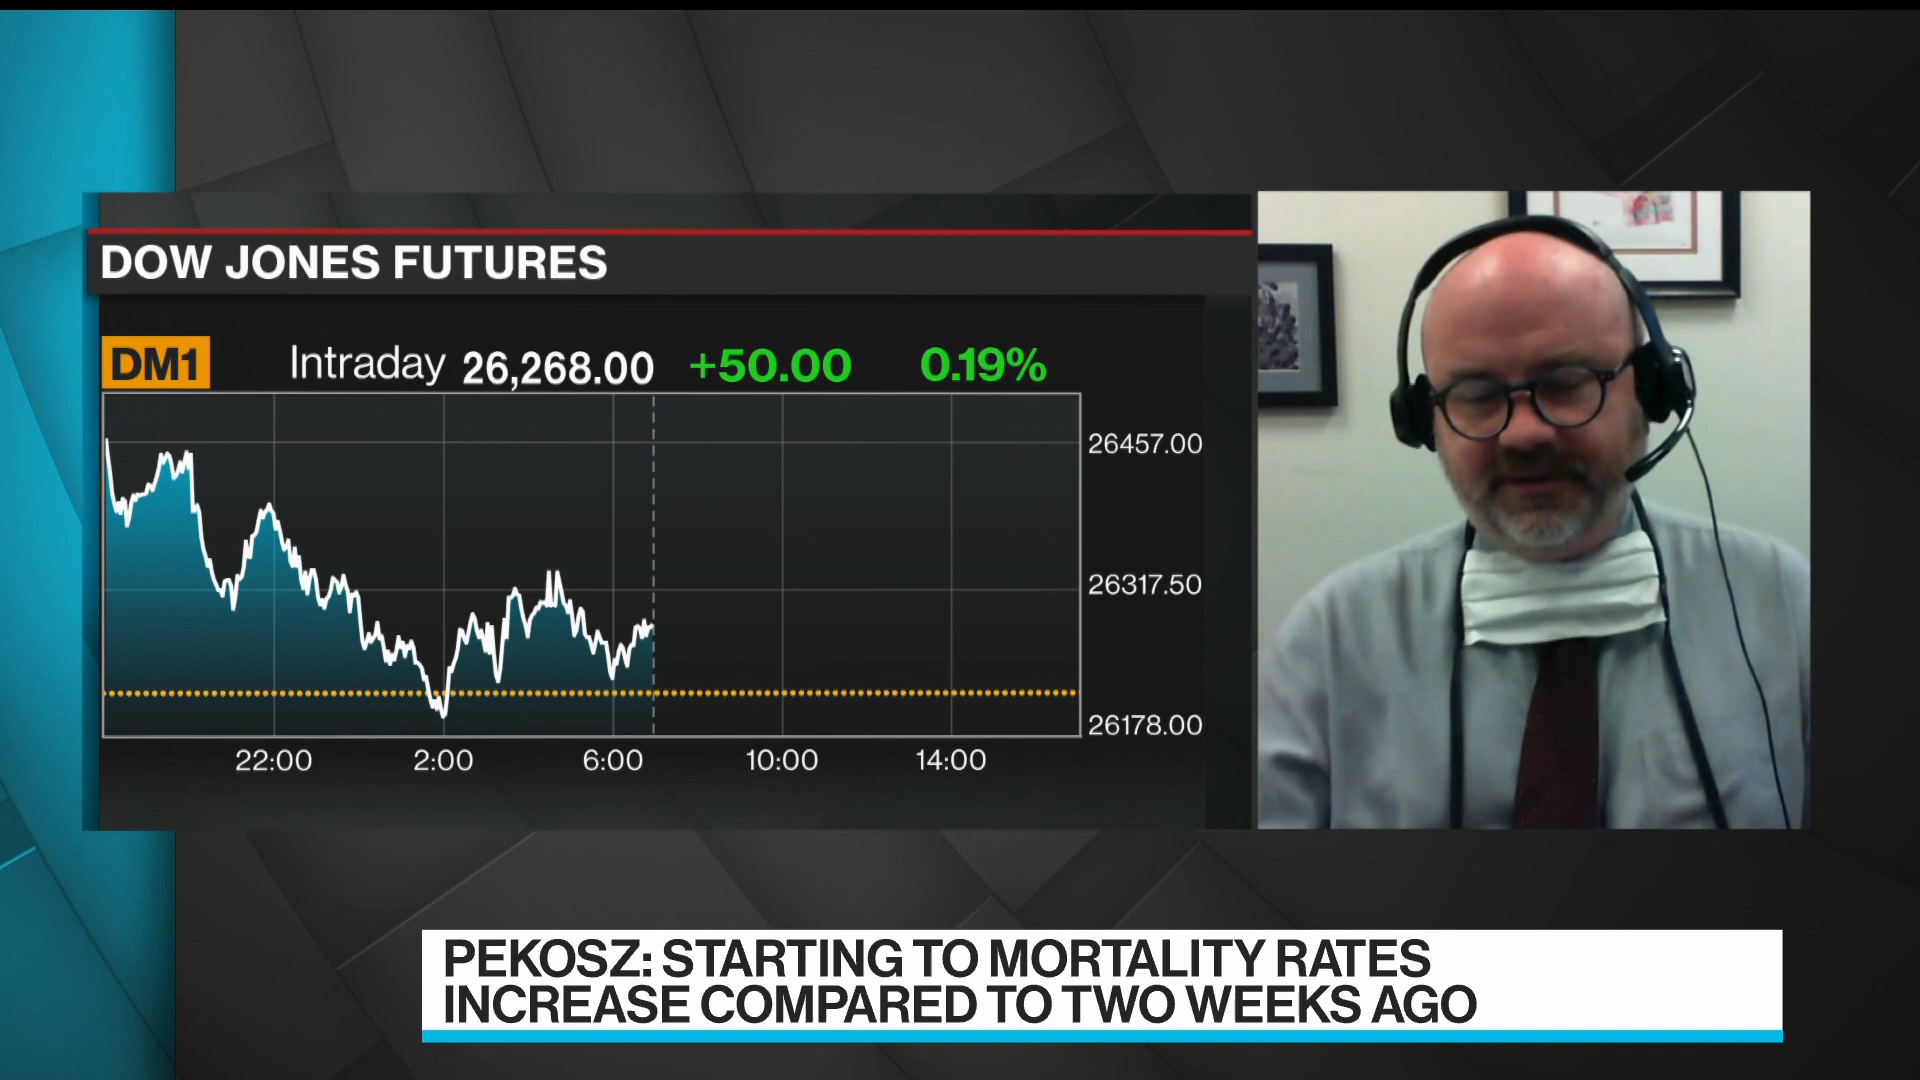 DOW JONES FUTURES
DM1 Intraday 26,268.00 +50.00 0.19%
26457.00
26317.50
26178.00
22:00 2:00 6:00 10:00 14:00
PEKOSZ: STARTING TO MORTALITY RATES
INCREASE COMPARED TO TWO WEEKS AGO